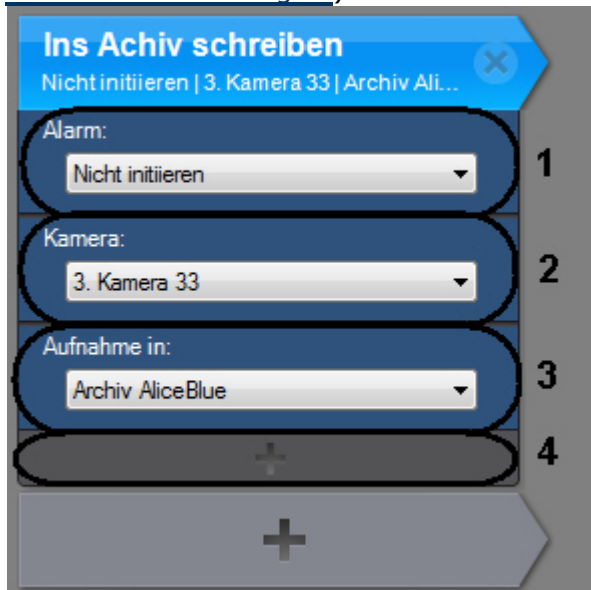 Ins Achiv schreiben
Nicht initiieren | 3. Kamera 33 | Archiv Ali...
Alarm:
Nicht initiieren
1
Kamera:
3. Kamera 33
2
Aufnahme in:
Archiv AliceBlue
3
4